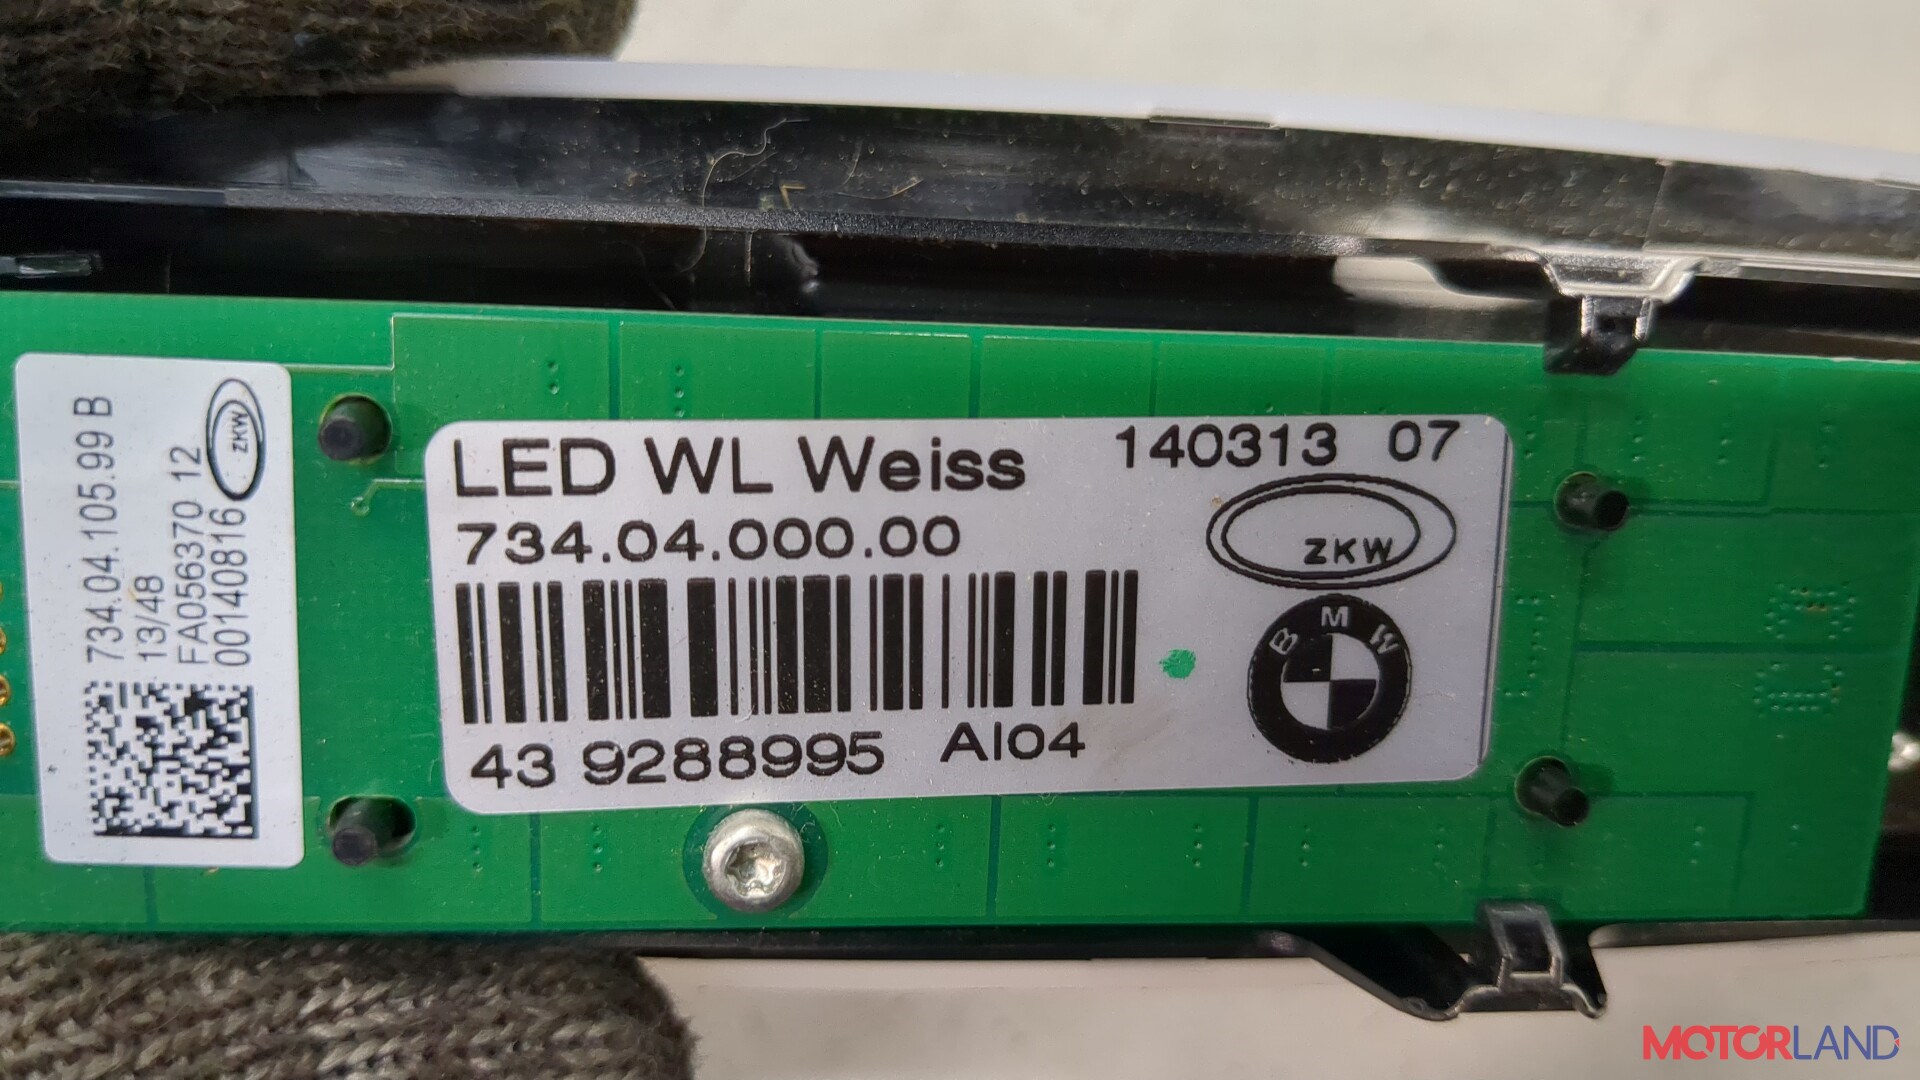 734.04.105.99 B
13/48
FA056370 12
00140816
ZKW
LED WL Weiss
140313 07
734.04.000.00
ZKW
BMW
43 9288995 AI04
MOTORLAND